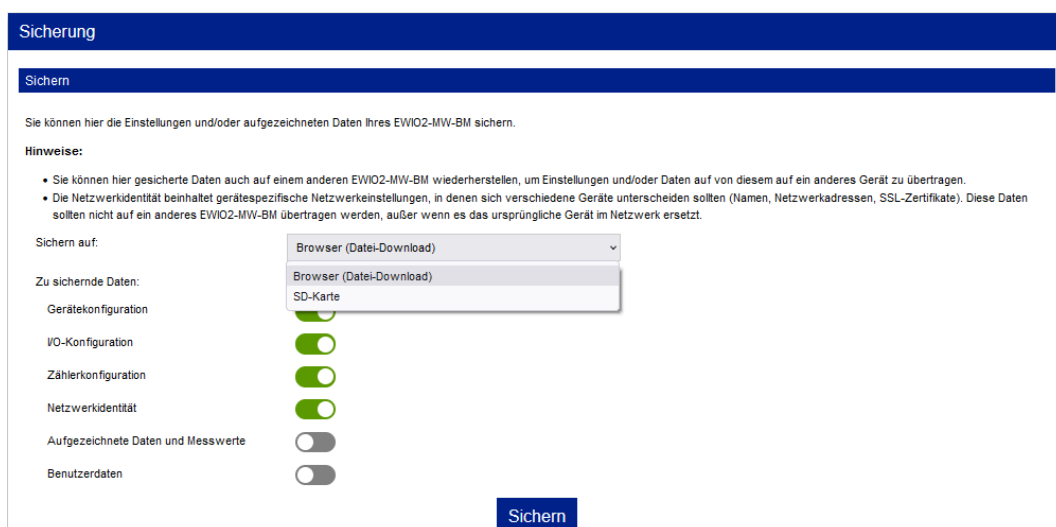 Sicherung
Sichern
Sie können hier die Einstellungen und/oder aufgezeichneten Daten Ihres EWIO2-MW-BM sichern.
Hinweise:
• Sie können hier gesicherte Daten auch auf einem anderen EWIO2-MW-BM wiederherstellen, um Einstellungen und/oder Daten auf von diesem auf ein anderes Gerät zu übertragen.
• Die Netzwerkidentität beinhaltet gerätespezifische Netzwerkeinstellungen, in denen sich verschiedene Geräte unterscheiden sollten (Namen, Netzwerkadressen, SSL-Zertifikate). Diese Daten
sollten nicht auf ein anderes EWIO2-MW-BM übertragen werden, außer wenn es das ursprüngliche Gerät im Netzwerk ersetzt.
Sichern auf:
Browser (Datei-Download)
Browser (Datei-Download)
SD-Karte
Zu sichernde Daten:
Gerätekonfiguration
I/O-Konfiguration
Zählerkonfiguration
Netzwerkidentität
Aufgezeichnete Daten und Messwerte
Benutzerdaten
Sichern